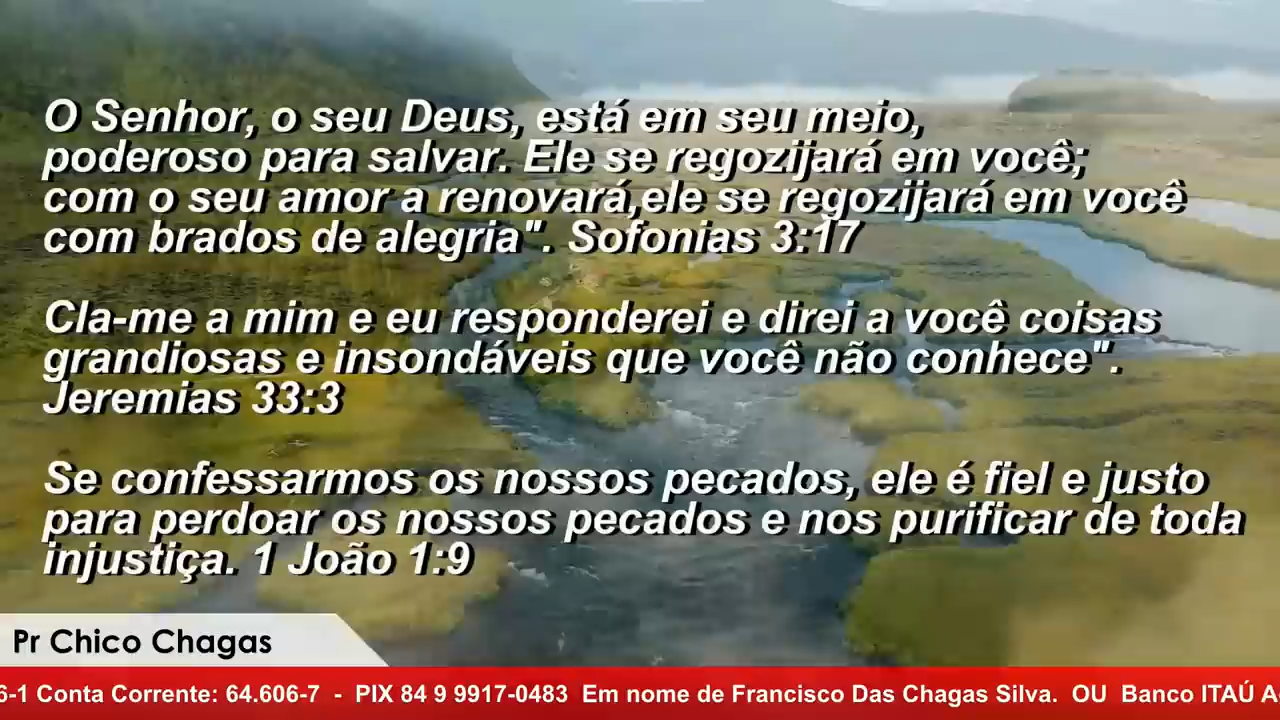 O Senhor, o seu Deus, está em seu meio,
poderoso para salvar. Ele se regozijará em você;
com o seu amor a renovará,ele se regozijará em você
com brados de alegria". Sofonias 3:17
Cla-me a mim e eu responderei e direi a você coisas
grandiosas e insondáveis que você não conhece".
Jeremias 33:3
Se confessarmos os nossos pecados, ele é fiel e justo
para perdoar os nossos pecados e nos purificar de toda
injustiça. 1 João 1:9
Pr Chico Chagas
6-1 Conta Corrente: 64.606-7 - PIX 84 9 9917-0483 Em nome de Francisco Das Chagas Silva. OU Banco ITAÚ